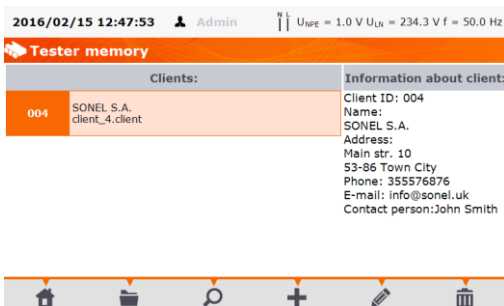 2016/02/15 12:47:53 Admin N L UNPE = 1.0 V ULN = 234.3 V f = 50.0 Hz
Tester memory
Clients:
004
SONEL S.A.
client_4.client
Information about client:
Client ID: 004
Name:
SONEL S.A.
Address:
Main str. 10
53-86 Town City
Phone: 355576876
E-mail: info@sonel.uk
Contact person:John Smith